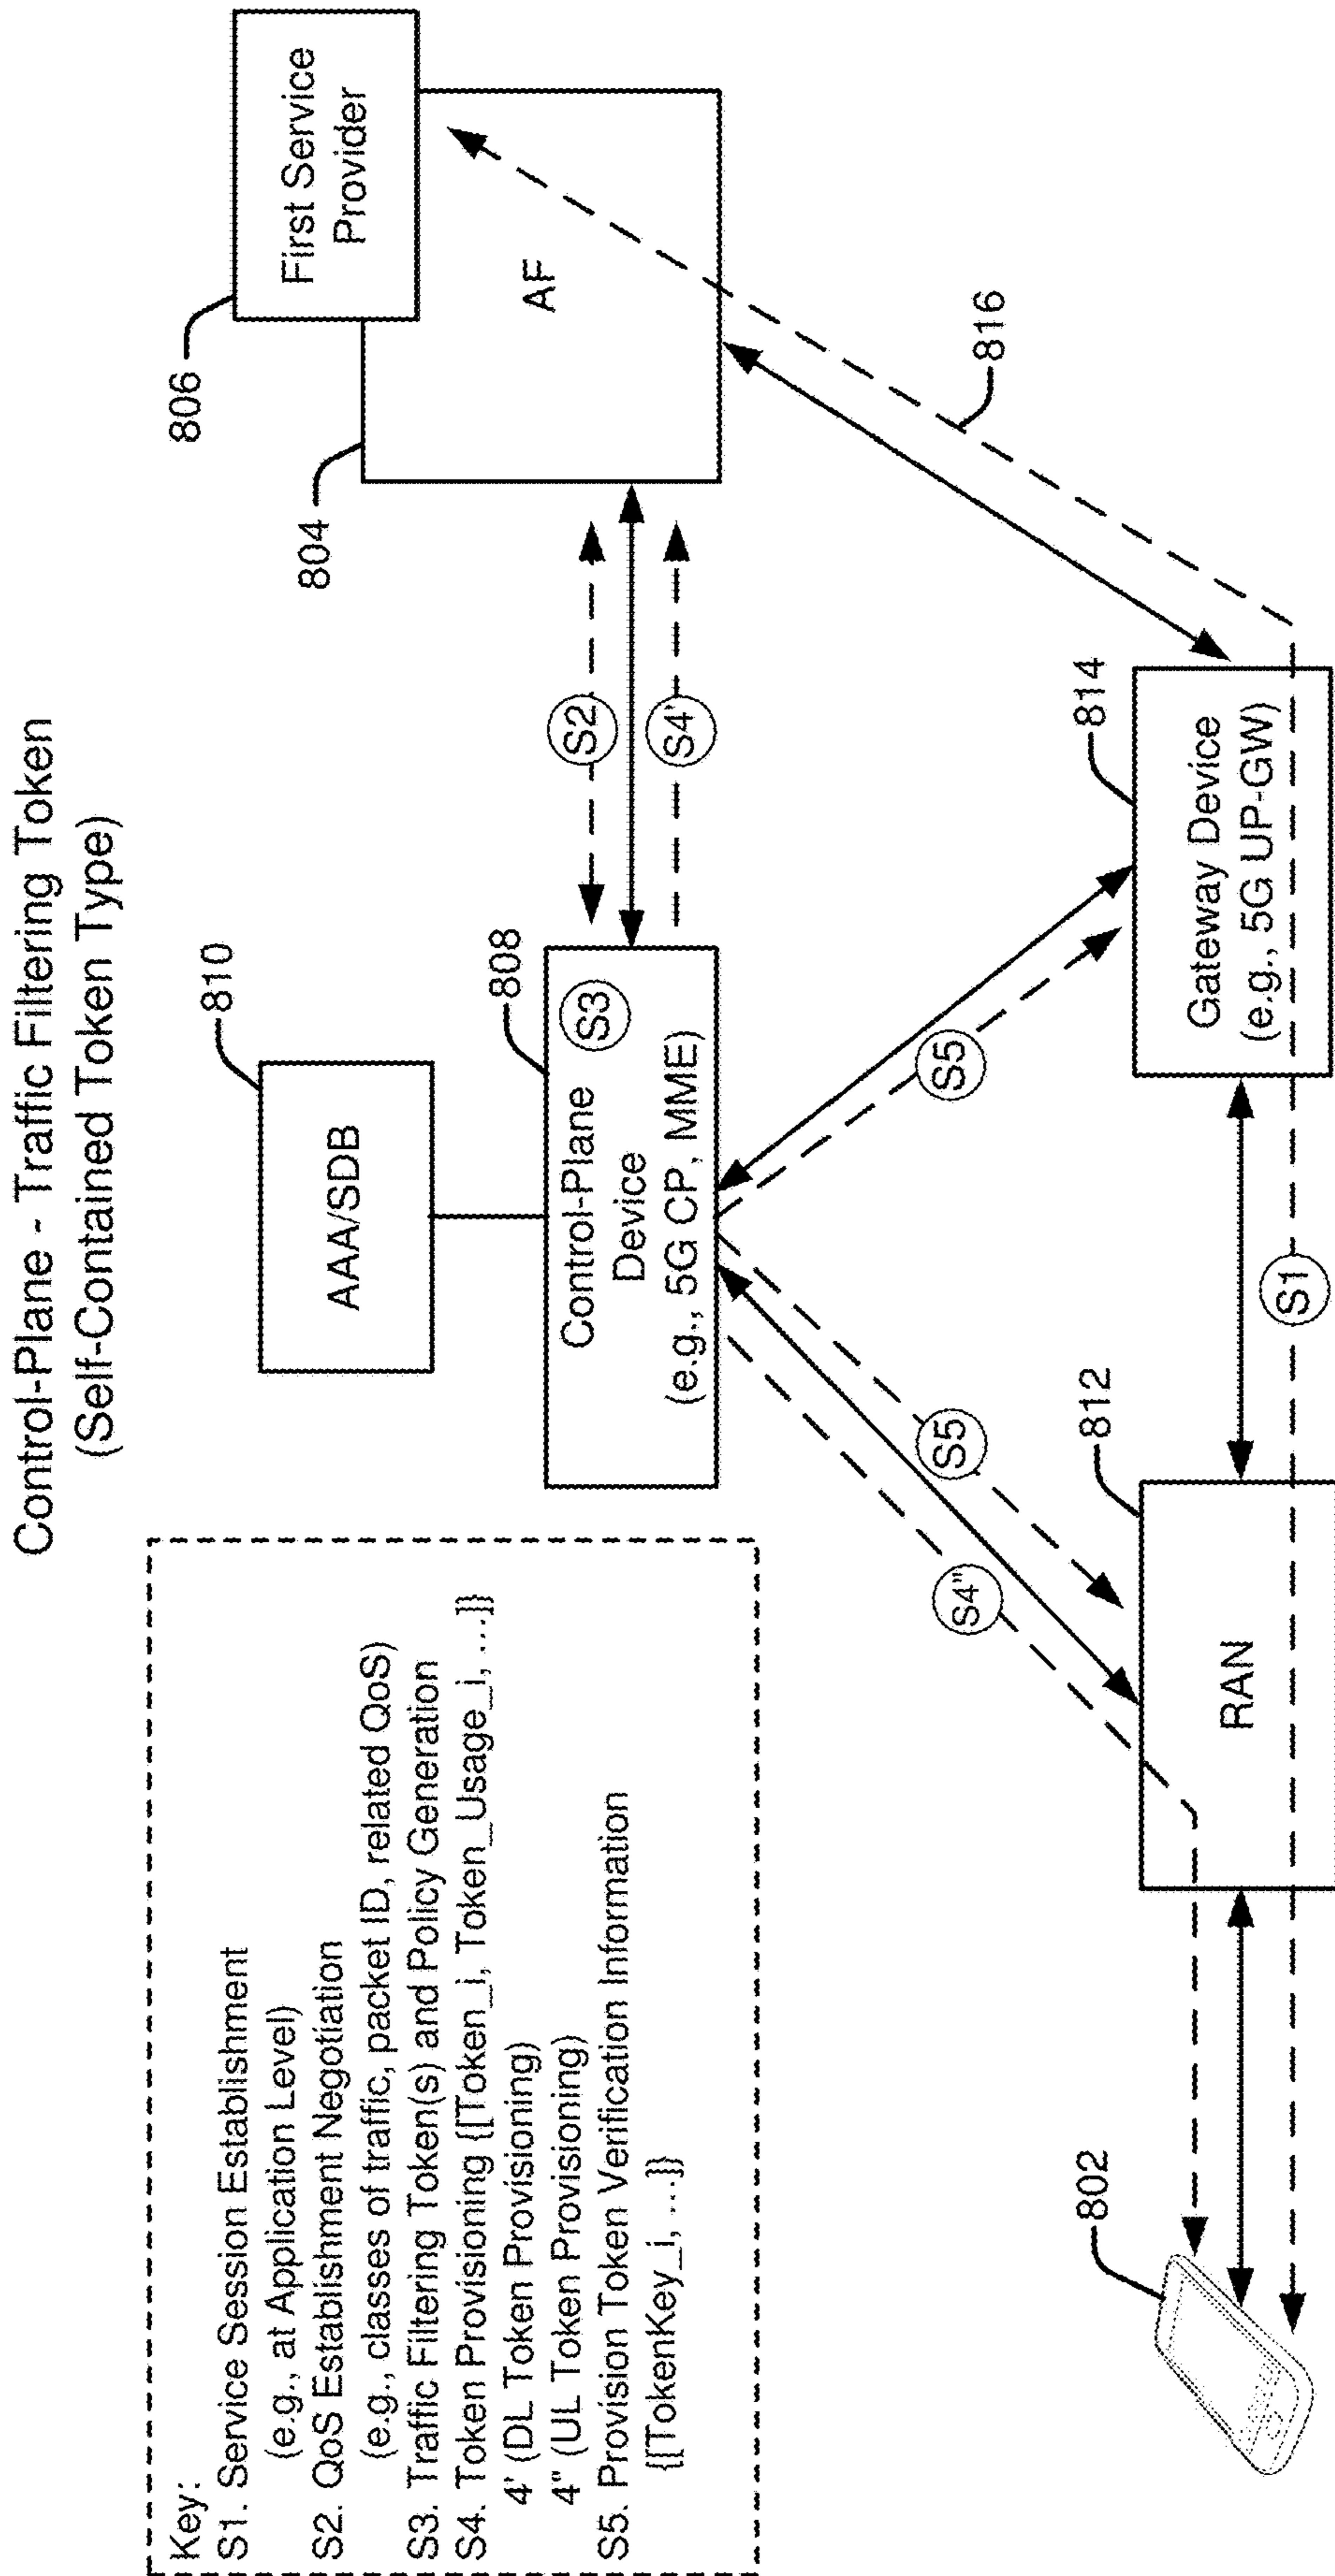 Control-Plane - Traffic Filtering Token
(Self-Contained Token Type)
Key:
S1. Service Session Establishment
(e.g., at Application Level)
S2. QoS Establishment Negotiation
(e.g., classes of traffic, packet ID, related QoS)
S3. Traffic Filtering Token(s) and Policy Generation
S4. Token Provisioning {[Token_i, Token_Usage_i, ...]}
4' (DL Token Provisioning)
4" (UL Token Provisioning)
S5. Provision Token Verification Information
{[TokenKey_i, ...]}
810
AAA/SDB
808
Control-Plane
Device
(e.g., 5G CP, MME)
S3
S2
S4'
804
806
First Service
Provider
AF
816
S4"
S5
S5
802
812
RAN
S1
814
Gateway Device
(e.g., 5G UP-GW)